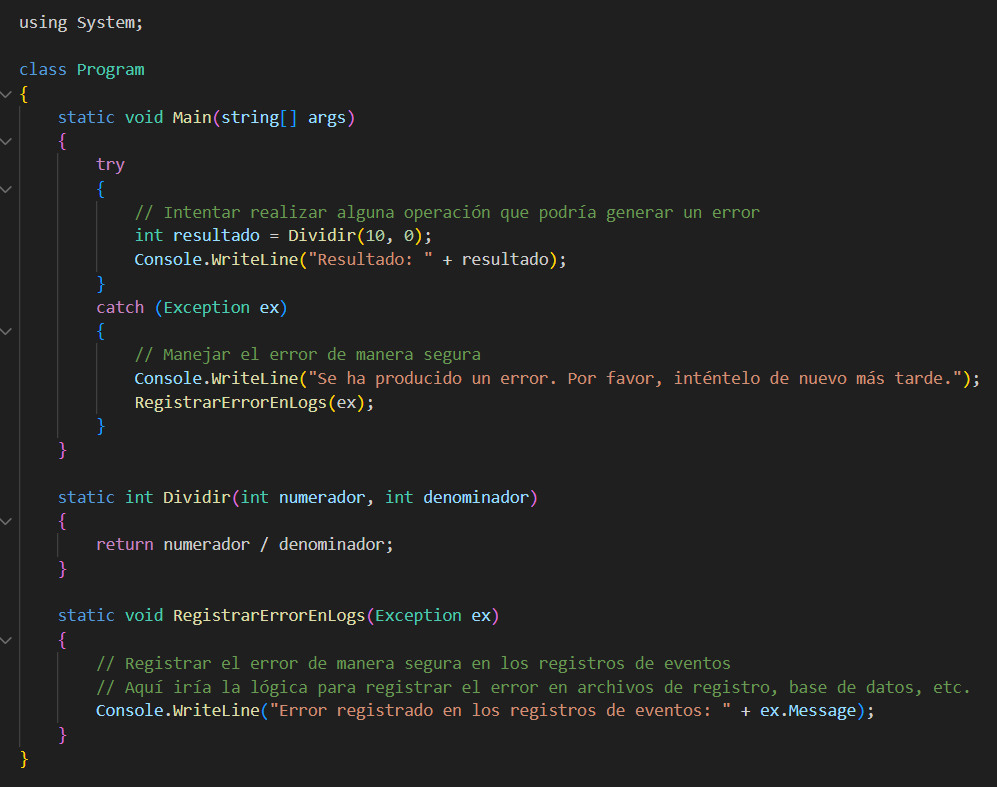 using System;
class Program
{
static void Main(string[] args)
{
try
{
// Intentar realizar alguna operación que podría generar un error
int resultado = Dividir(10, 0);
Console.WriteLine("Resultado: " + resultado);
}
catch (Exception ex)
{
// Manejar el error de manera segura
Console.WriteLine("Se ha producido un error. Por favor, inténtelo de nuevo más tarde.");
RegistrarErrorEnLogs(ex);
}
}
static int Dividir(int numerador, int denominador)
{
return numerador / denominador;
}
static void RegistrarErrorEnLogs(Exception ex)
{
// Registrar el error de manera segura en los registros de eventos
// Aquí iría la lógica para registrar el error en archivos de registro, base de datos, etc.
Console.WriteLine("Error registrado en los registros de eventos: " + ex.Message);
}
}